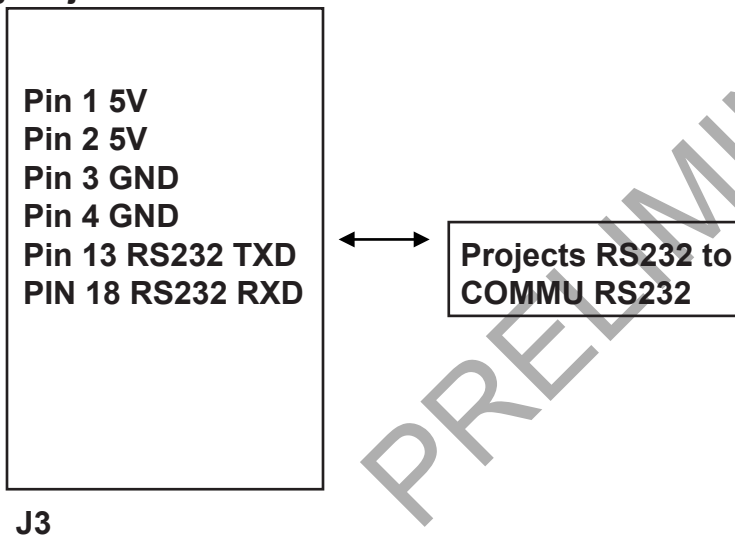 Pin 1 5V
Pin 2 5V
Pin 3 GND
Pin 4 GND
Pin 13 RS232 TXD
PIN 18 RS232 RXD
Projects RS232 to
COMMU RS232
J3